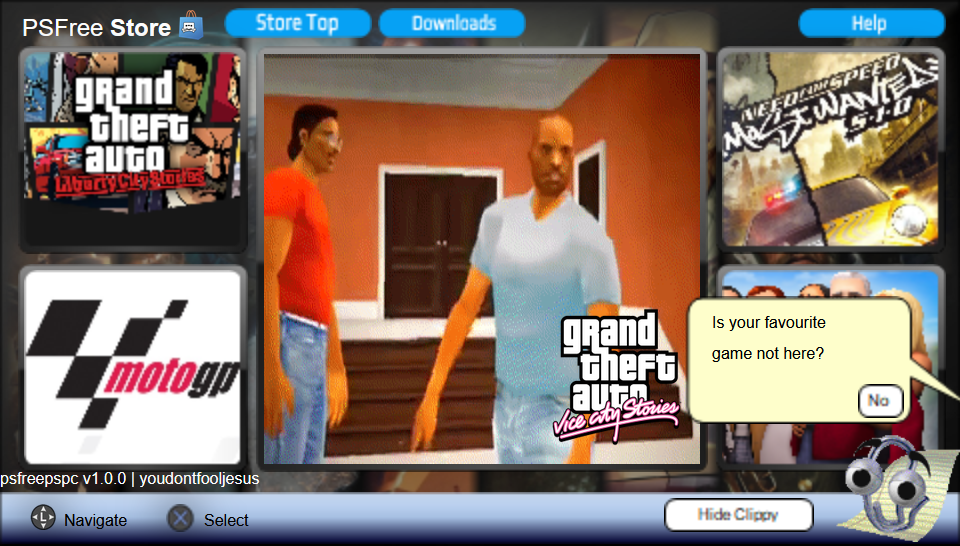 PSFree Store
Store Top
Downloads
Help
grand
theft
auto
Liberty City Stories
NEED FOR SPEED
MOST WANTED
5-1-0
motogp
grand
theft
auto
Vice City Stories
Is your favourite
game not here?
No
psfreepspc v1.0.0 | youdontfooljesus
L
Navigate
Select
Hide Clippy